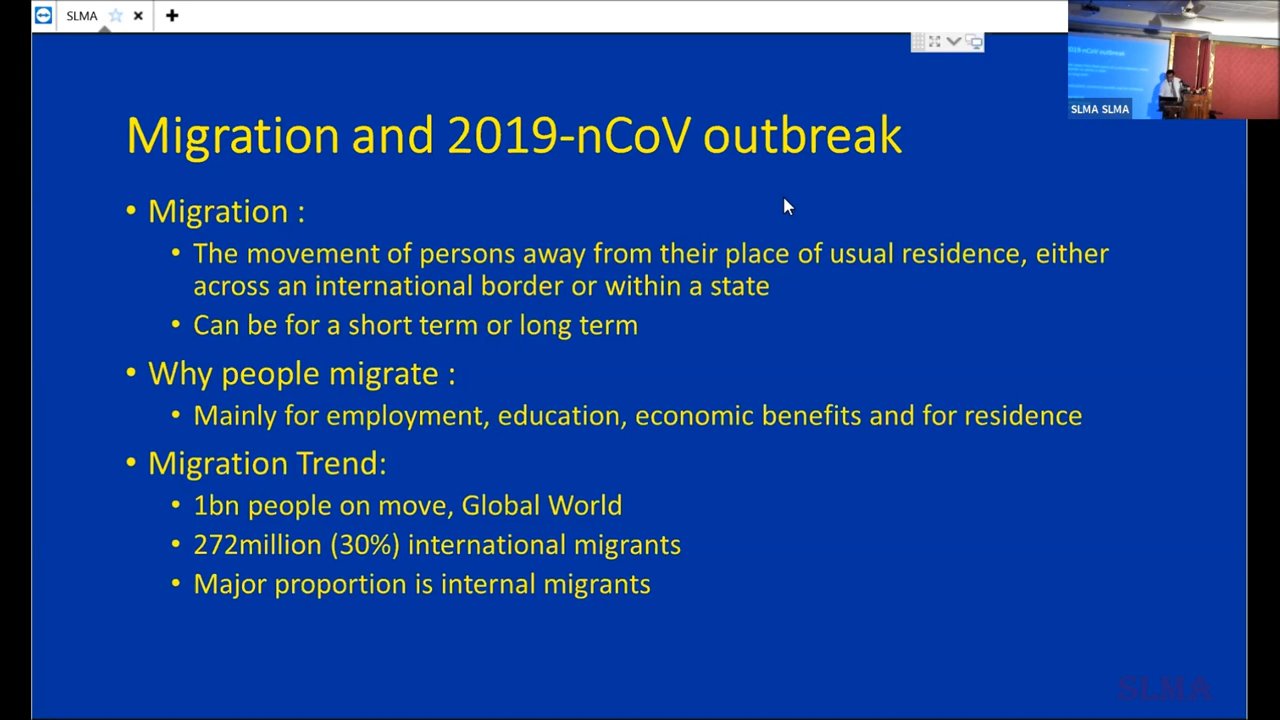 SLMA
2019-nCoV outbreak
SLMA SLMA
Migration and 2019-nCoV outbreak
• Migration :
• The movement of persons away from their place of usual residence, either
across an international border or within a state
• Can be for a short term or long term
• Why people migrate :
• Mainly for employment, education, economic benefits and for residence
• Migration Trend:
• 1bn people on move, Global World
• 272million (30%) international migrants
• Major proportion is internal migrants
SLMA